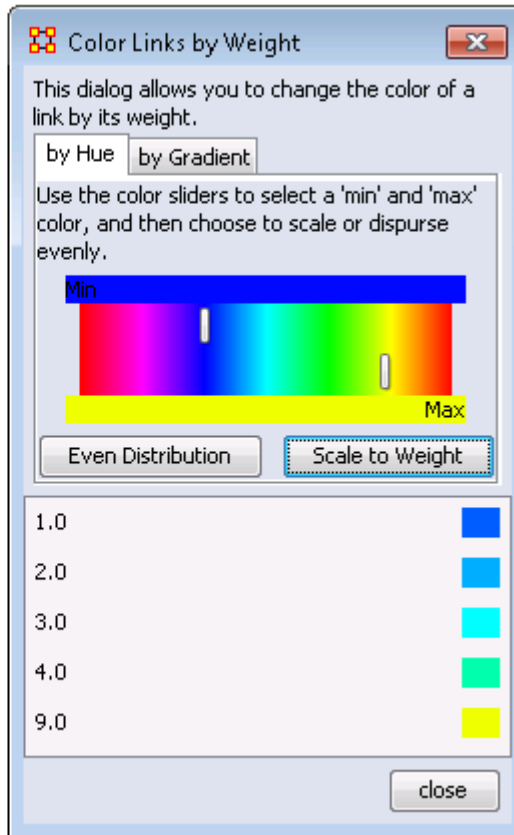 Color Links by Weight
This dialog allows you to change the color of a
link by its weight.
by Hue by Gradient
Use the color sliders to select a 'min' and 'max'
color, and then choose to scale or dispurse
evenly.
Min
Max
Even Distribution Scale to Weight
1.0
2.0
3.0
4.0
9.0
close